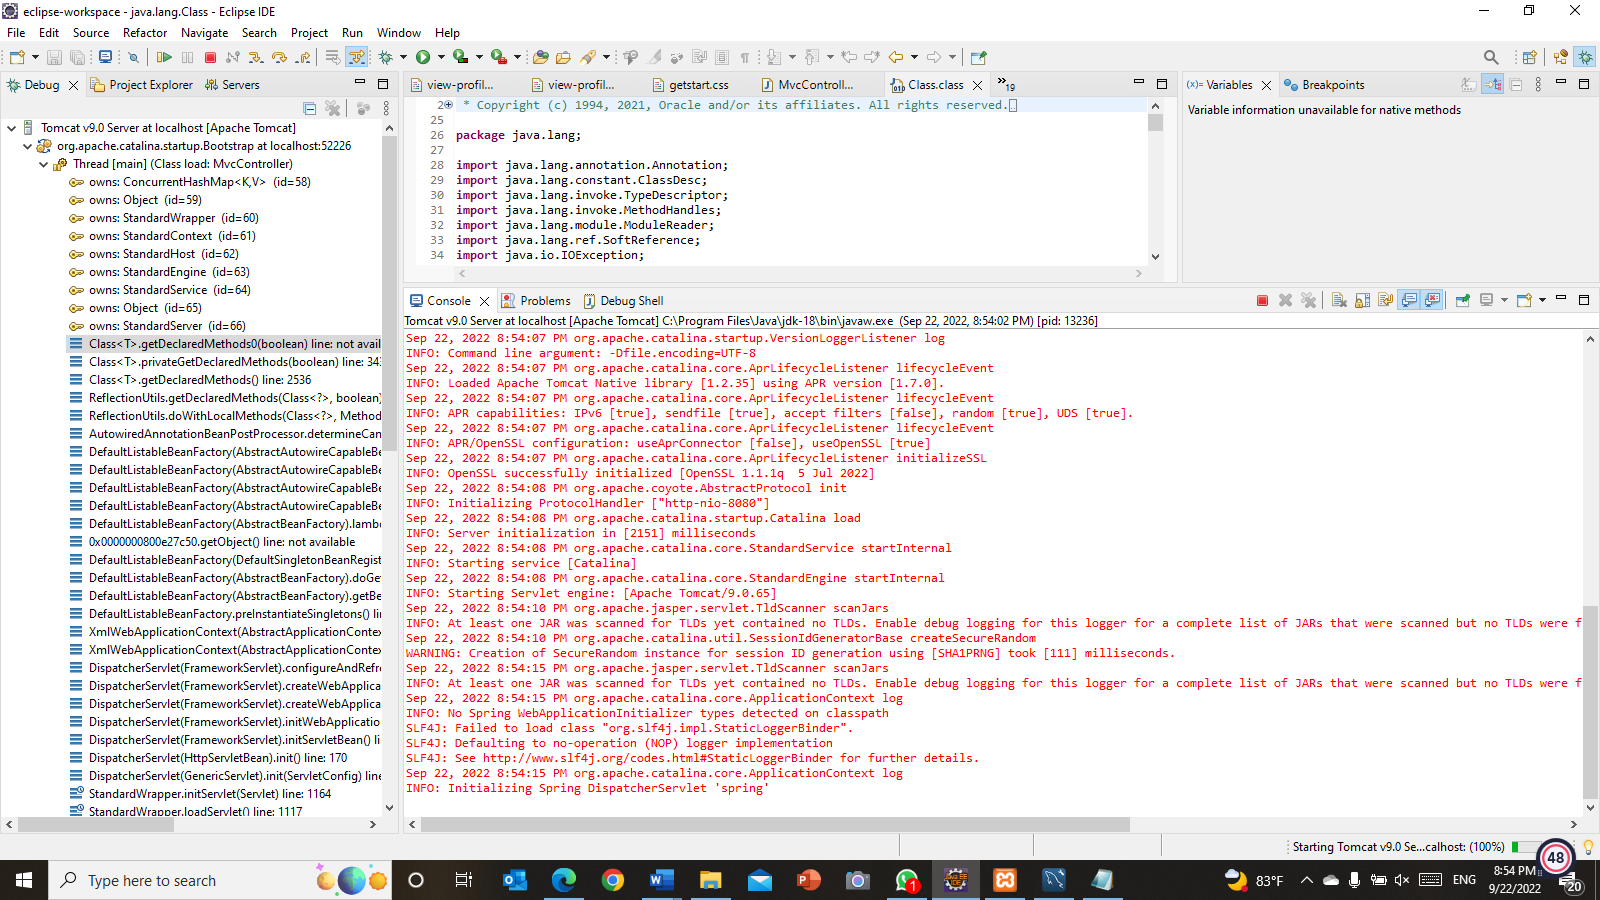 eclipse-workspace - java.lang.Class - Eclipse IDE
File Edit Source Refactor Navigate Search Project Run Window Help
Debug Project Explorer Servers
Tomcat v9.0 Server at localhost [Apache Tomcat]
org.apache.catalina.startup.Bootstrap at localhost:52226
Thread [main] (Class load: MvcController)
owns: ConcurrentHashMap<K,V> (id=58)
owns: Object (id=59)
owns: StandardWrapper (id=60)
owns: StandardContext (id=61)
owns: StandardHost (id=62)
owns: StandardEngine (id=63)
owns: StandardService (id=64)
owns: Object (id=65)
owns: StandardServer (id=66)
Class<T>.getDeclaredMethods0(boolean) line: not avail
Class<T>.privateGetDeclaredMethods(boolean) line: 343
Class<T>.getDeclaredMethods() line: 2536
ReflectionUtils.getDeclaredMethods(Class<?>, boolean)
ReflectionUtils.doWithLocalMethods(Class<?>, Method
AutowiredAnnotationBeanPostProcessor.determineCan
DefaultListableBeanFactory(AbstractAutowireCapableBe
DefaultListableBeanFactory(AbstractAutowireCapableBe
DefaultListableBeanFactory(AbstractAutowireCapableBe
DefaultListableBeanFactory(AbstractAutowireCapableBe
DefaultListableBeanFactory(AbstractBeanFactory).lambd
0x0000000800e27c50.getObject() line: not available
DefaultListableBeanFactory(DefaultSingletonBeanRegist
DefaultListableBeanFactory(AbstractBeanFactory).doGe
DefaultListableBeanFactory(AbstractBeanFactory).getBe
DefaultListableBeanFactory.preInstantiateSingletons() lin
XmlWebApplicationContext(AbstractApplicationContex
XmlWebApplicationContext(AbstractApplicationContex
DispatcherServlet(FrameworkServlet).configureAndRefre
DispatcherServlet(FrameworkServlet).createWebApplica
DispatcherServlet(FrameworkServlet).createWebApplica
DispatcherServlet(FrameworkServlet).initWebApplication
DispatcherServlet(FrameworkServlet).initServletBean() li
DispatcherServlet(HttpServletBean).init() line: 170
DispatcherServlet(GenericServlet).init(ServletConfig) line
StandardWrapper.initServlet(Servlet) line: 1164
StandardWrapper.loadServlet() line: 1117
view-profil... view-profil... getstart.css MvcControll... Class.class »19
2 * Copyright (c) 1994, 2021, Oracle and/or its affiliates. All rights reserved.
25
26 package java.lang;
27
28 import java.lang.annotation.Annotation;
29 import java.lang.constant.ClassDesc;
30 import java.lang.invoke.TypeDescriptor;
31 import java.lang.invoke.MethodHandles;
32 import java.lang.module.ModuleReader;
33 import java.lang.ref.SoftReference;
34 import java.io.IOException;
(x)= Variables Breakpoints
Variable information unavailable for native methods
Console Problems Debug Shell
Tomcat v9.0 Server at localhost [Apache Tomcat] C:\Program Files\Java\jdk-18\bin\javaw.exe (Sep 22, 2022, 8:54:02 PM) [pid: 13236]
Sep 22, 2022 8:54:07 PM org.apache.catalina.startup.VersionLoggerListener log
INFO: Command line argument: -Dfile.encoding=UTF-8
Sep 22, 2022 8:54:07 PM org.apache.catalina.core.AprLifecycleListener lifecycleEvent
INFO: Loaded Apache Tomcat Native library [1.2.35] using APR version [1.7.0].
Sep 22, 2022 8:54:07 PM org.apache.catalina.core.AprLifecycleListener lifecycleEvent
INFO: APR capabilities: IPv6 [true], sendfile [true], accept filters [false], random [true], UDS [true].
Sep 22, 2022 8:54:07 PM org.apache.catalina.core.AprLifecycleListener lifecycleEvent
INFO: APR/OpenSSL configuration: useAprConnector [false], useOpenSSL [true]
Sep 22, 2022 8:54:07 PM org.apache.catalina.core.AprLifecycleListener initializeSSL
INFO: OpenSSL successfully initialized [OpenSSL 1.1.1q  5 Jul 2022]
Sep 22, 2022 8:54:08 PM org.apache.coyote.AbstractProtocol init
INFO: Initializing ProtocolHandler ["http-nio-8080"]
Sep 22, 2022 8:54:08 PM org.apache.catalina.startup.Catalina load
INFO: Server initialization in [2151] milliseconds
Sep 22, 2022 8:54:08 PM org.apache.catalina.core.StandardService startInternal
INFO: Starting service [Catalina]
Sep 22, 2022 8:54:08 PM org.apache.catalina.core.StandardEngine startInternal
INFO: Starting Servlet engine: [Apache Tomcat/9.0.65]
Sep 22, 2022 8:54:10 PM org.apache.jasper.servlet.TldScanner scanJars
INFO: At least one JAR was scanned for TLDs yet contained no TLDs. Enable debug logging for this logger for a complete list of JARs that were scanned but no TLDs were f
Sep 22, 2022 8:54:10 PM org.apache.catalina.util.SessionIdGeneratorBase createSecureRandom
WARNING: Creation of SecureRandom instance for session ID generation using [SHA1PRNG] took [111] milliseconds.
Sep 22, 2022 8:54:15 PM org.apache.jasper.servlet.TldScanner scanJars
INFO: At least one JAR was scanned for TLDs yet contained no TLDs. Enable debug logging for this logger for a complete list of JARs that were scanned but no TLDs were f
Sep 22, 2022 8:54:15 PM org.apache.catalina.core.ApplicationContext log
INFO: No Spring WebApplicationInitializer types detected on classpath
SLF4J: Failed to load class "org.slf4j.impl.StaticLoggerBinder".
SLF4J: Defaulting to no-operation (NOP) logger implementation
SLF4J: See http://www.slf4j.org/codes.html#StaticLoggerBinder for further details.
Sep 22, 2022 8:54:15 PM org.apache.catalina.core.ApplicationContext log
INFO: Initializing Spring DispatcherServlet 'spring'
Starting Tomcat v9.0 Se...calhost: (100%)
48
Type here to search
1
83°F
ENG
8:54 PM
9/22/2022
20